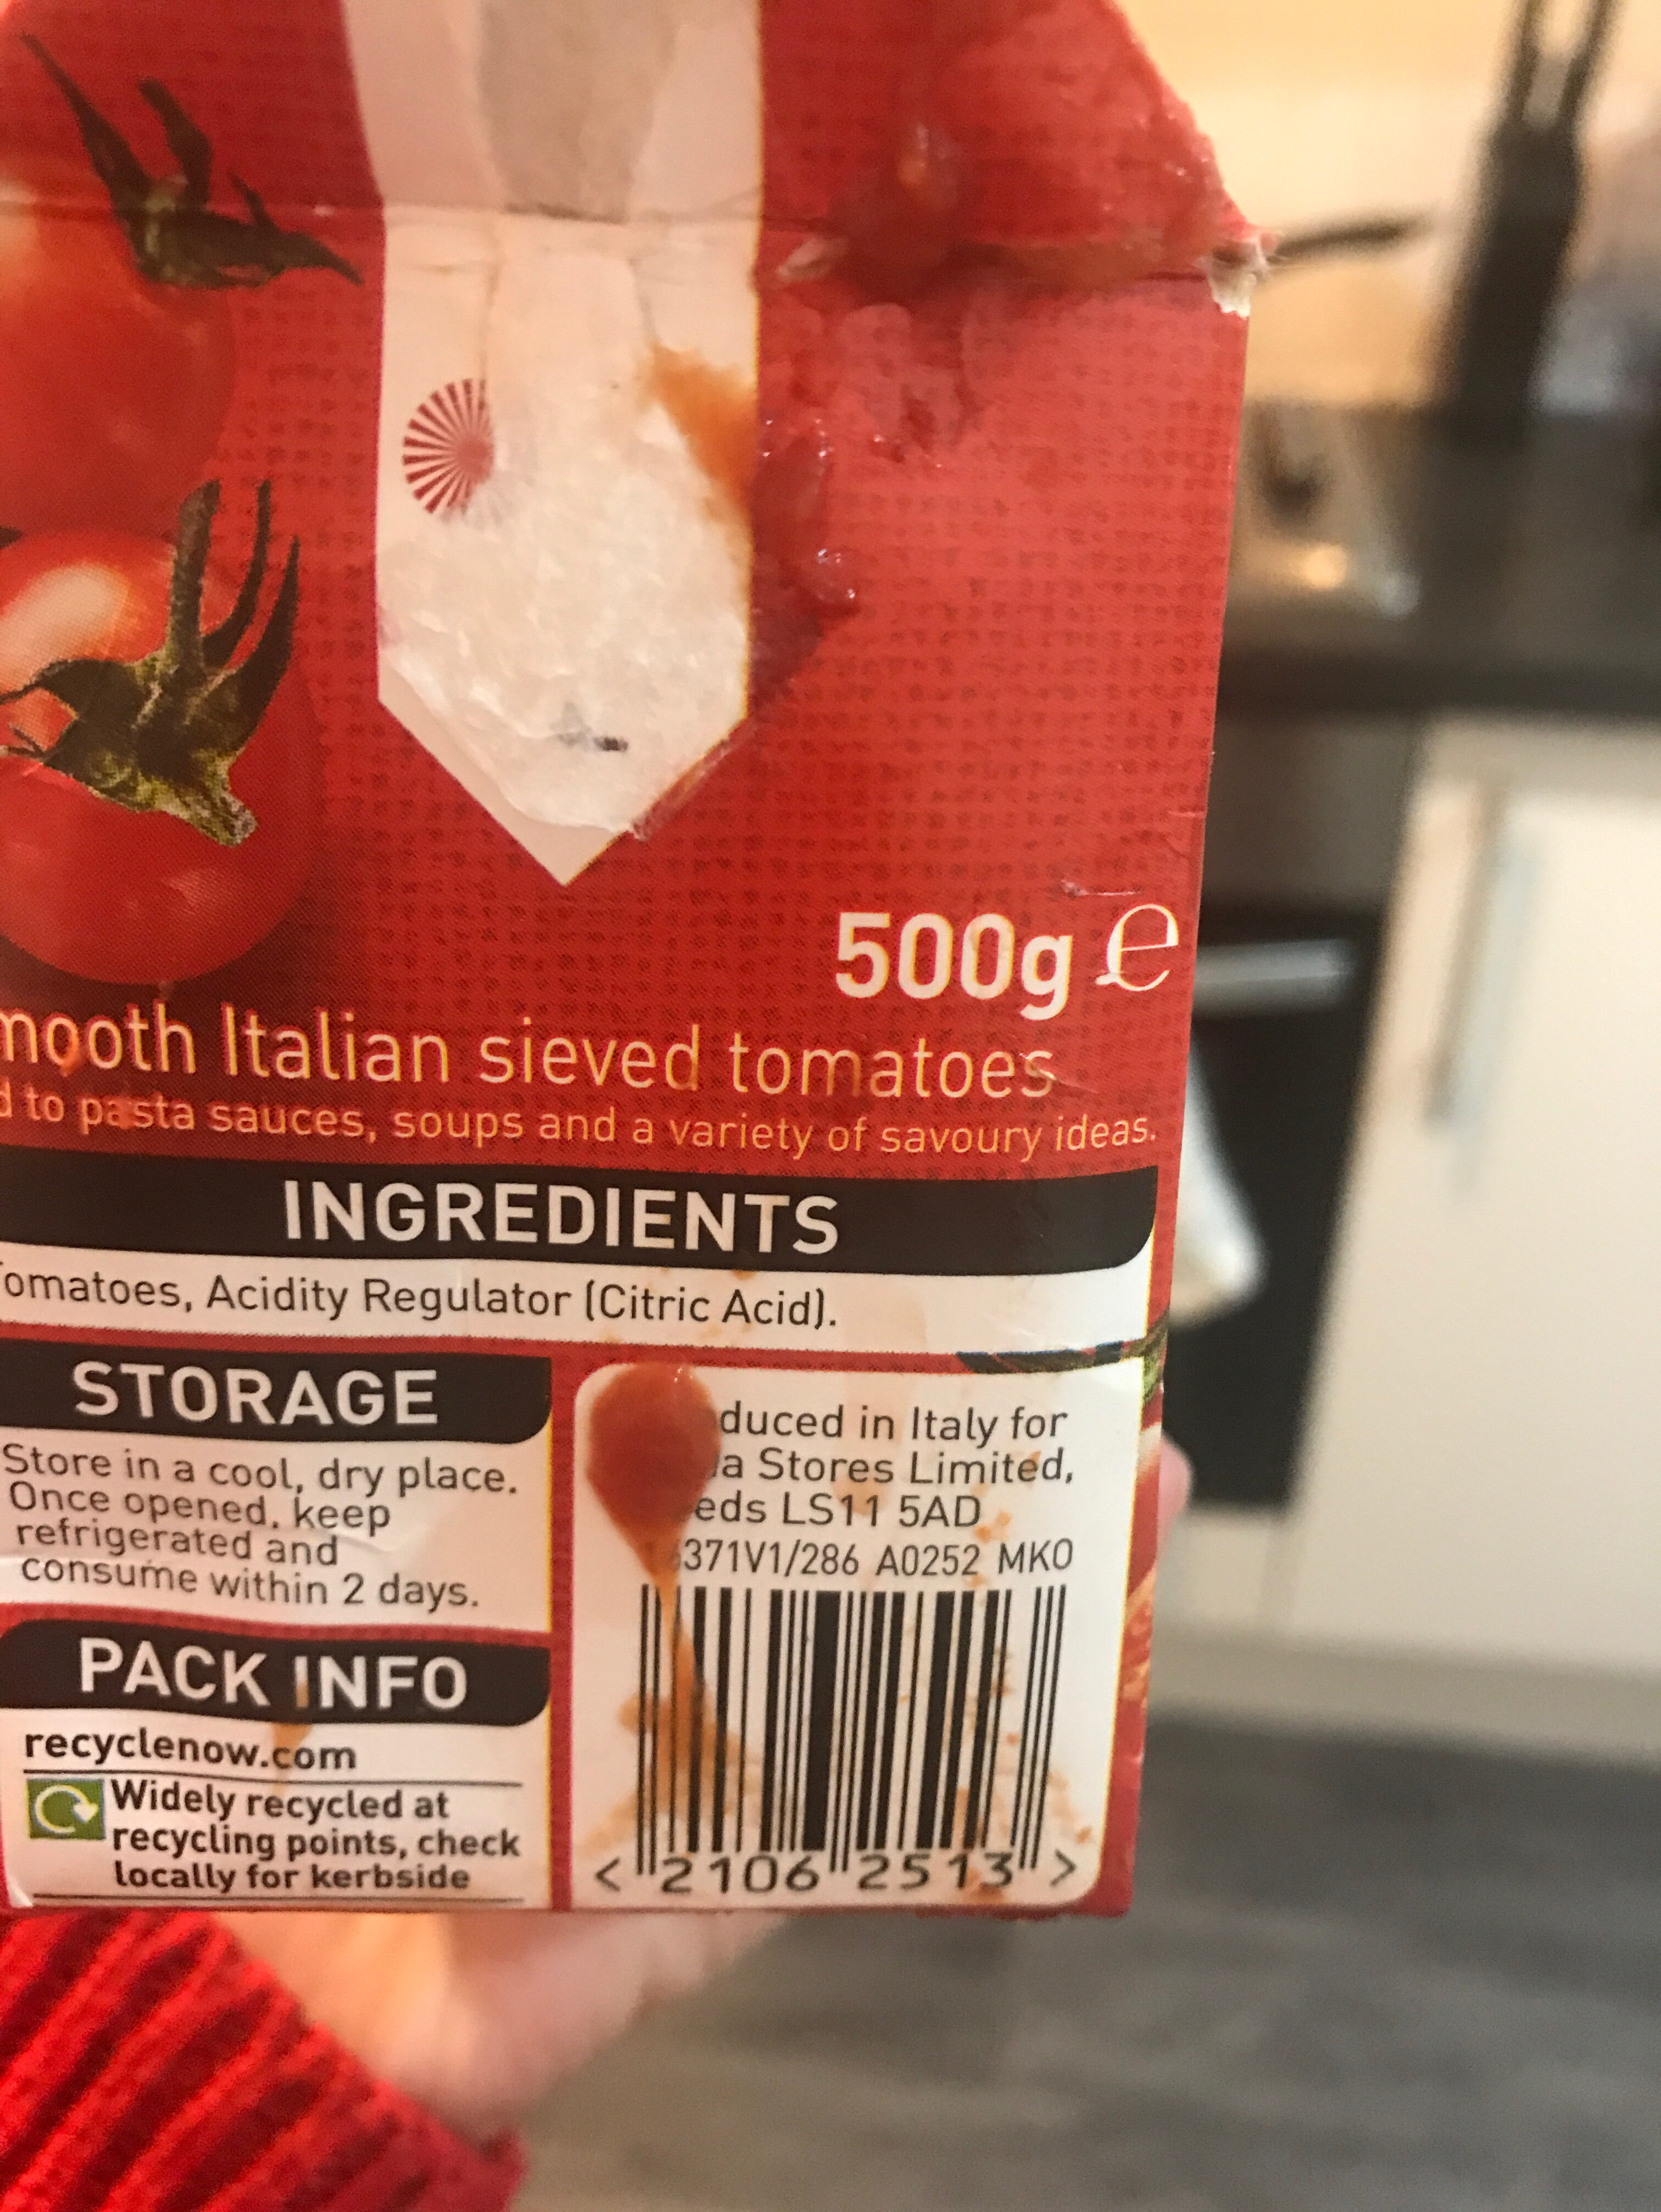 500g ℮
mooth Italian sieved tomatoes
d to pasta sauces, soups and a variety of savoury ideas.
INGREDIENTS
omatoes, Acidity Regulator (Citric Acid).
STORAGE
Store in a cool, dry place.
Once opened, keep
refrigerated and
consume within 2 days.
duced in Italy for
a Stores Limited,
eds LS11 5AD
371V1/286 A0252 MKO
PACK INFO
recyclenow.com
Widely recycled at
recycling points, check
locally for kerbside
< 2106 2513 >